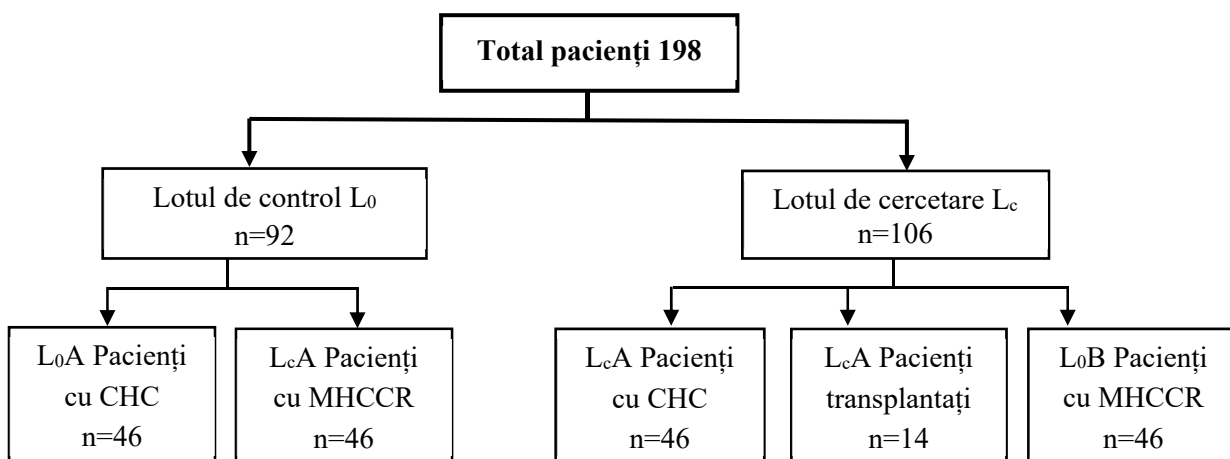 Total pacienți 198
Lotul de control L₀
n=92
Lotul de cercetare Lc
n=106
L₀A Pacienți
cu CHC
n=46
LcA Pacienți
cu MHCCR
n=46
LcA Pacienți
cu CHC
n=46
LcA Pacienți
transplantați
n=14
L₀B Pacienți
cu MHCCR
n=46